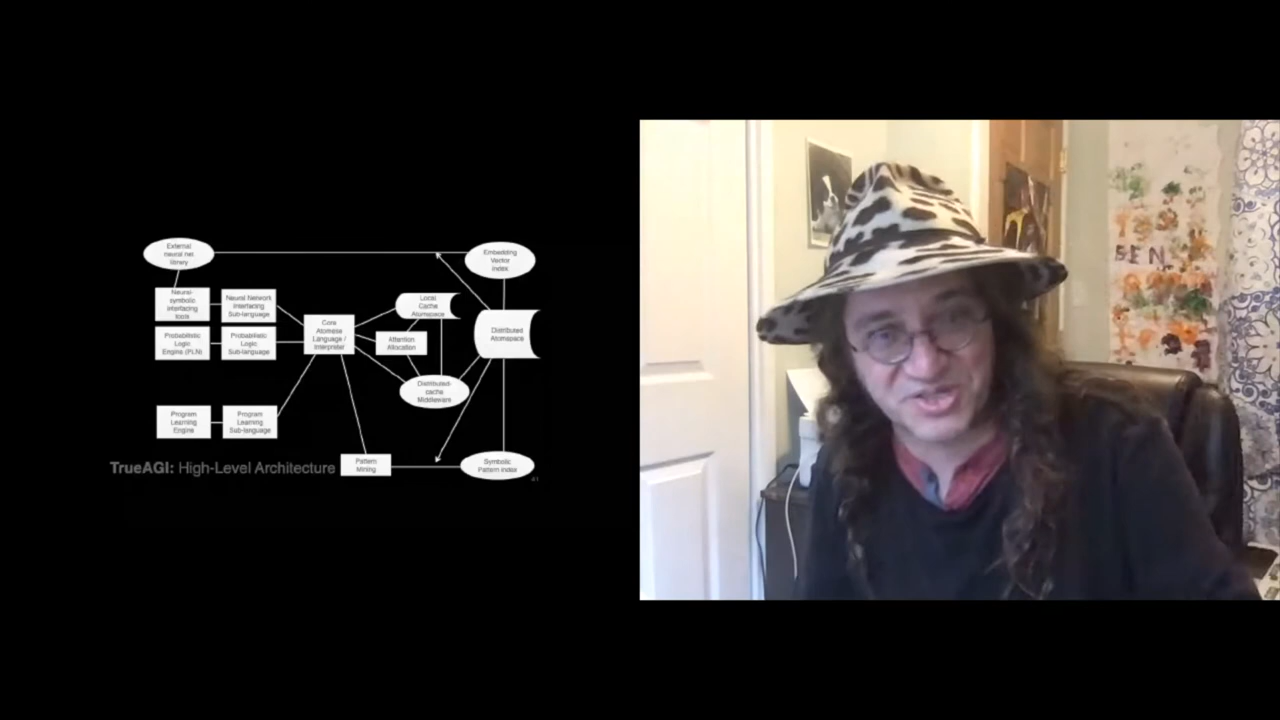 External
neural net
library
Embedding
Vector
Index
Neural
symbolic
interfacing
tools
Neural Network
Interfacing
Sub-language
Local
Cache
Atomspace
Core
Atomese
Language /
Interpreter
Probabilistic
Logic
Engine (PLN)
Probabilistic
Logic
Sub-language
Attention
Allocation
Distributed
Atomspace
Distributed-
cache
Middleware
Program
Learning
Engine
Program
Learning
Sub-language
TrueAGI: High-Level Architecture
Pattern
Mining
Symbolic
Pattern Index
41
BEN